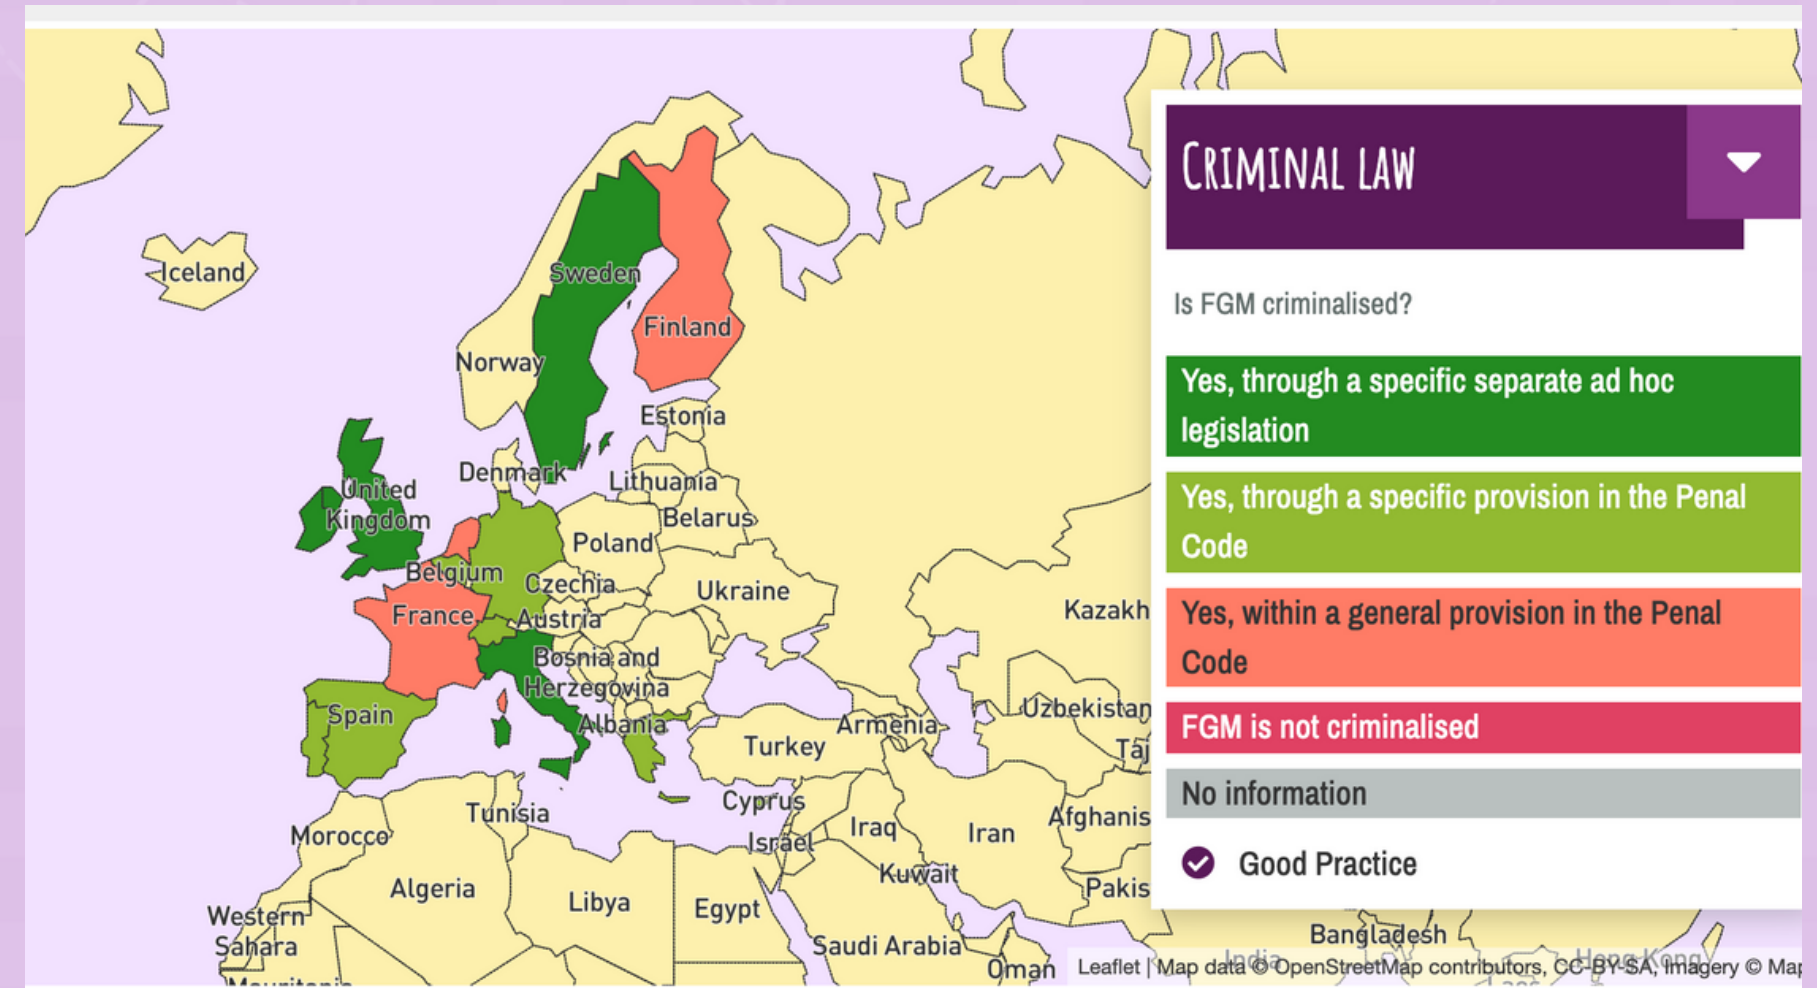 CRIMINAL LAW
Is FGM criminalised?
Yes, through a specific separate ad hoc
legislation
Yes, through a specific provision in the Penal
Code
Yes, within a general provision in the Penal
Code
FGM is not criminalised
No information
Good Practice
Iceland
Sweden
Finland
Norway
Estonia
Denmark
Lithuania
United
Kingdom
Belarus
Poland
Belgium
Czechia
Ukraine
France
Austria
Kazakh
Bosnia and
Herzegovina
Spain
Albania
Armenia
Uzbekistan
Turkey
Taj
Cyprus
Tunisia
Afghanis
Morocco
Israel
Iraq
Iran
Kuwait
Algeria
Libya
Egypt
Pakis
Western
Sahara
Saudi Arabia
Oman
Bangladesh
India
Hong Kong
Mauritania
Leaflet | Map data © OpenStreetMap contributors, CC-BY-SA, Imagery © Map